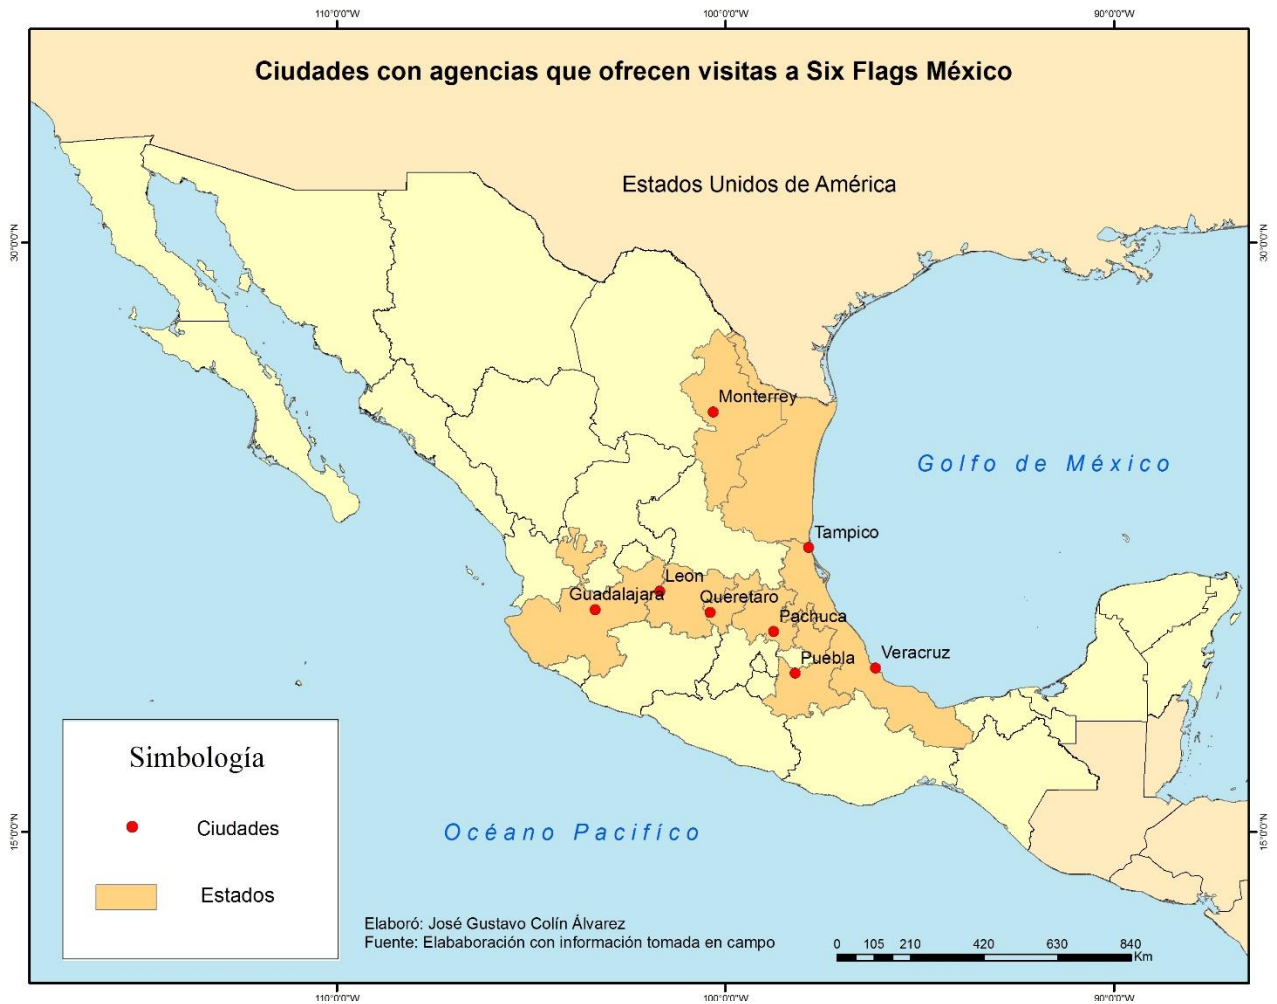 110°0'0"W
100°0'0"W
90°0'0"W
Ciudades con agencias que ofrecen visitas a Six Flags México
Estados Unidos de América
30°0'0"N
30°0'0"N
Monterrey
Golfo de México
Tampico
Leon
Guadalajara
Queretaro
Pachuca
Puebla
Veracruz
Simbología
Ciudades
Estados
Océano Pacifíco
15°0'0"N
15°0'0"N
Elaboró: José Gustavo Colín Álvarez
Fuente: Elababoración con información tomada en campo
0 105 210 420 630 840
Km
110°0'0"W
100°0'0"W
90°0'0"W